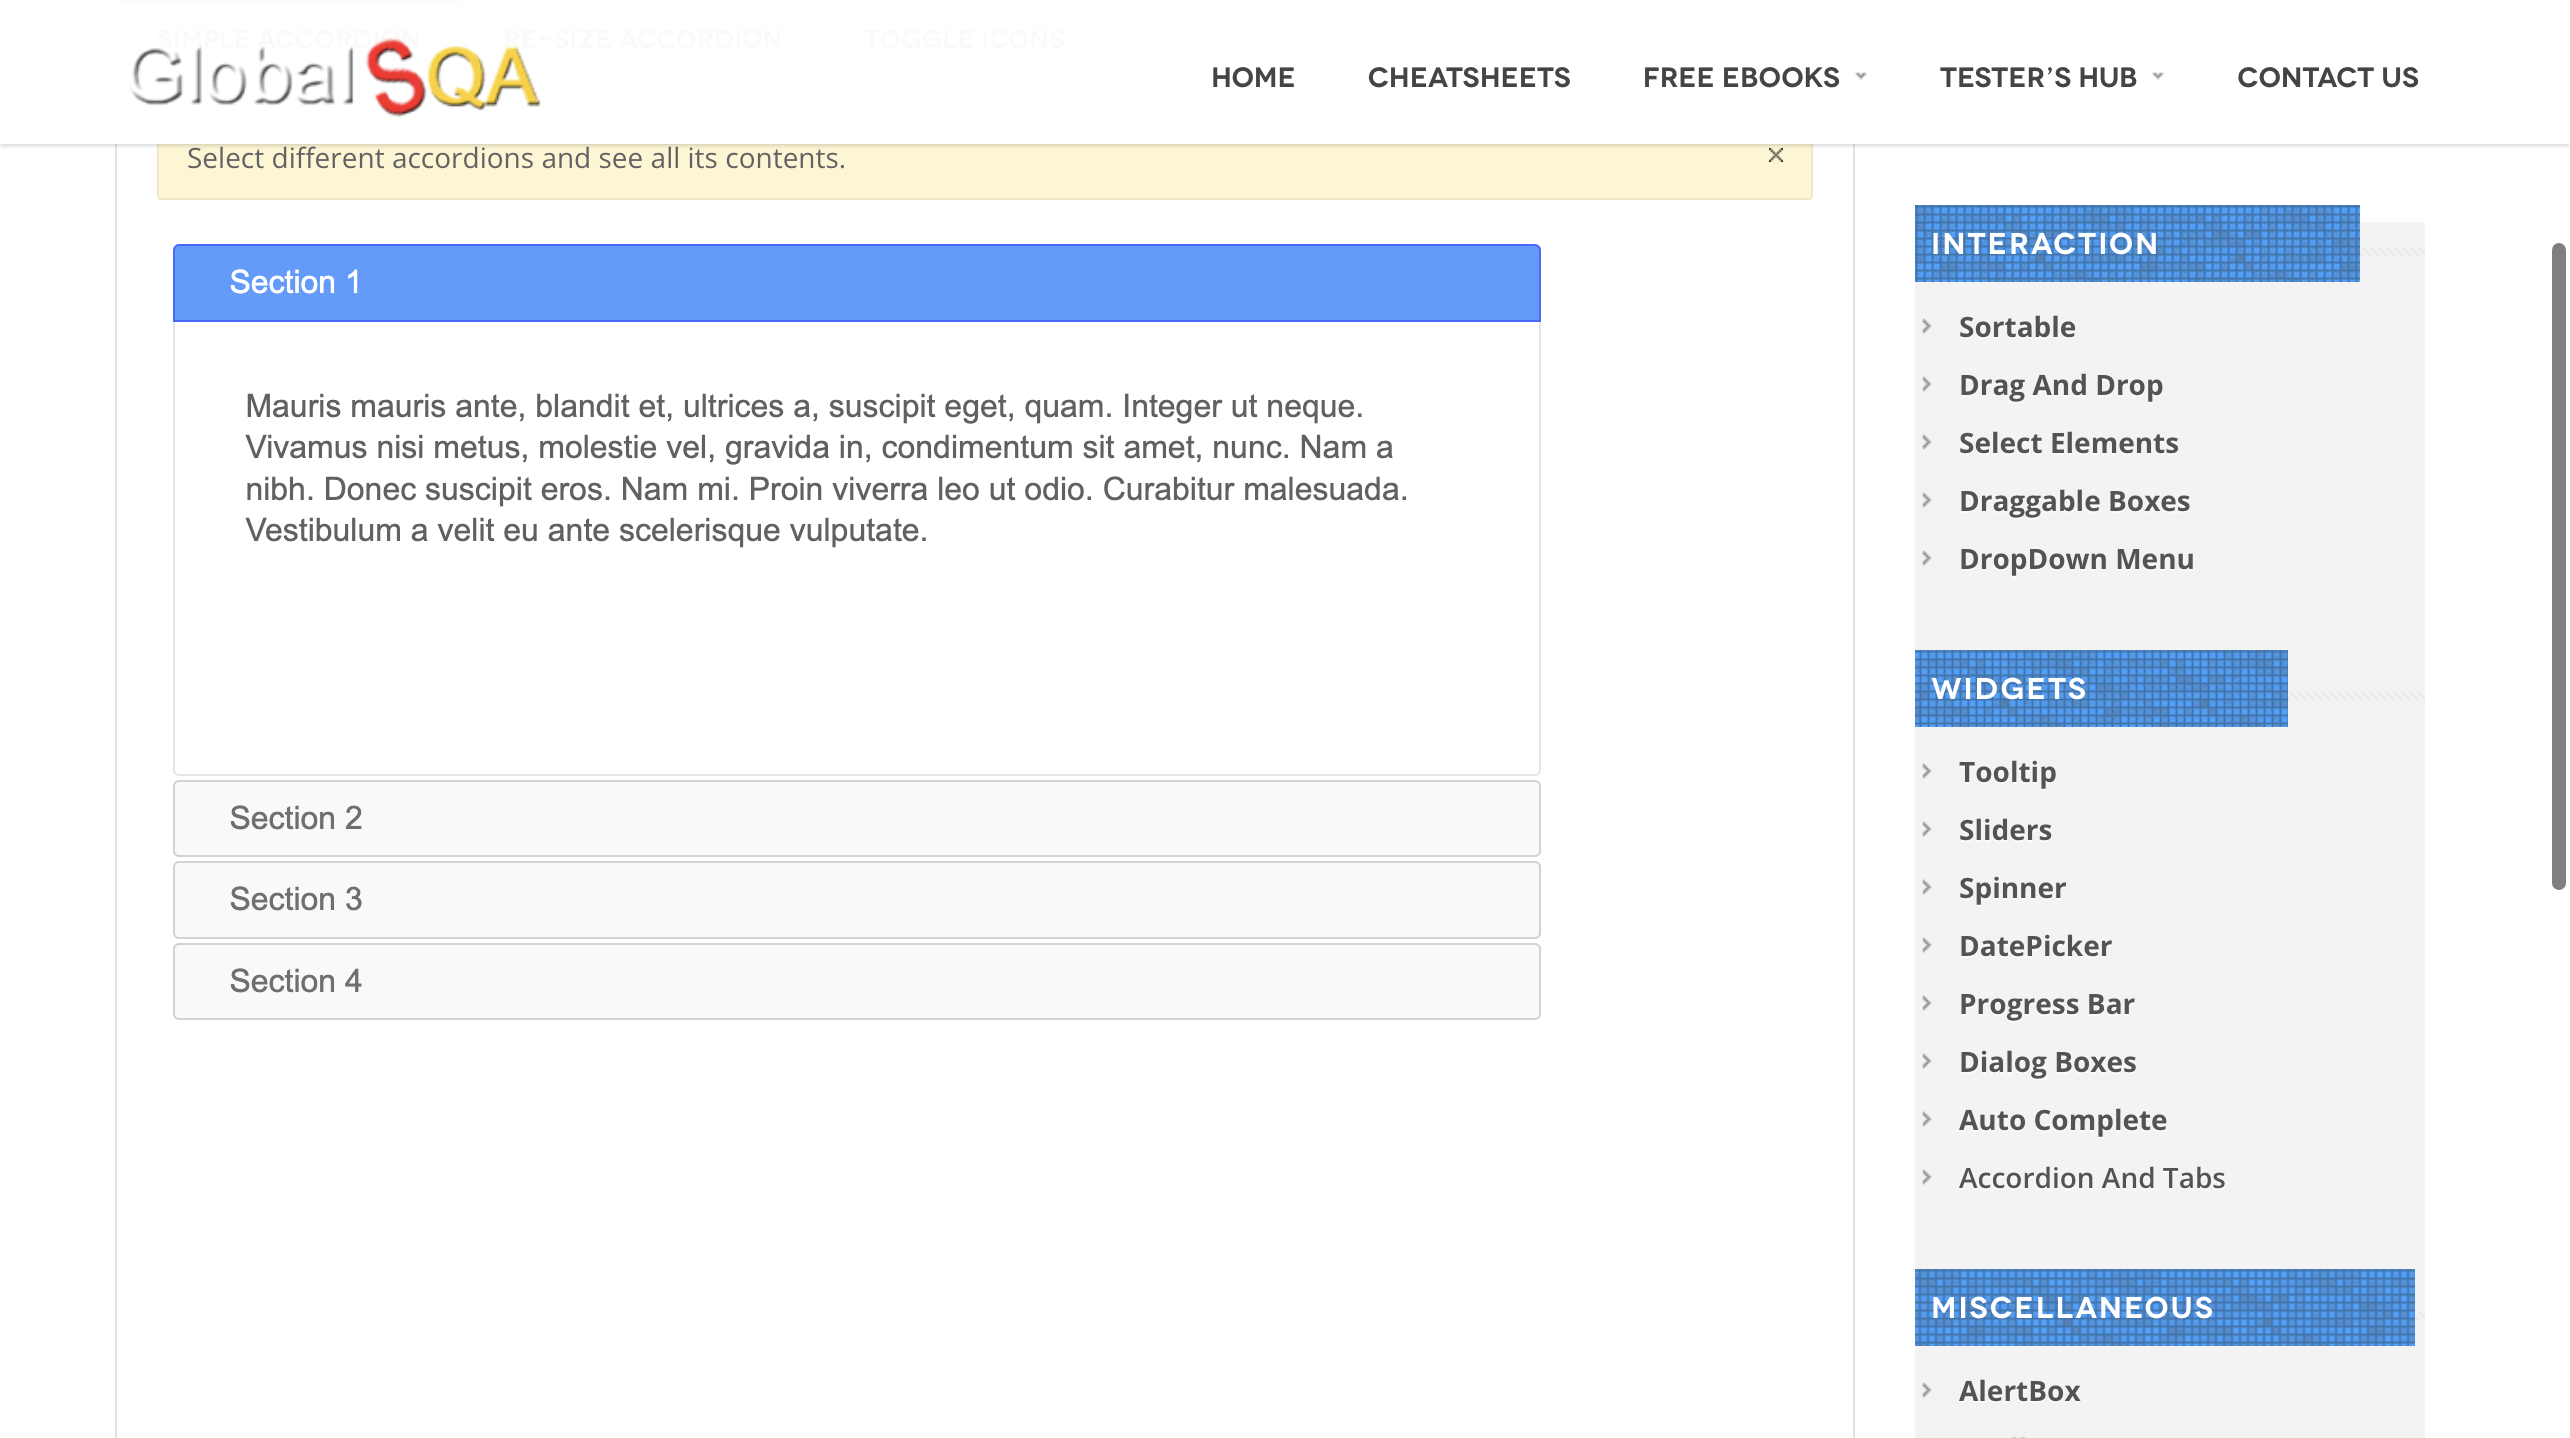 SIMPLE ACCORDION RE-SIZE ACCORDION TOGGLE ICONS
GlobalSQA
HOME CHEATSHEETS FREE EBOOKS TESTER’S HUB CONTACT US
Select different accordions and see all its contents.
×
Section 1
Mauris mauris ante, blandit et, ultrices a, suscipit eget, quam. Integer ut neque.
Vivamus nisi metus, molestie vel, gravida in, condimentum sit amet, nunc. Nam a
nibh. Donec suscipit eros. Nam mi. Proin viverra leo ut odio. Curabitur malesuada.
Vestibulum a velit eu ante scelerisque vulputate.
Section 2
Section 3
Section 4
INTERACTION
Sortable
Drag And Drop
Select Elements
Draggable Boxes
DropDown Menu
WIDGETS
Tooltip
Sliders
Spinner
DatePicker
Progress Bar
Dialog Boxes
Auto Complete
Accordion And Tabs
MISCELLANEOUS
AlertBox